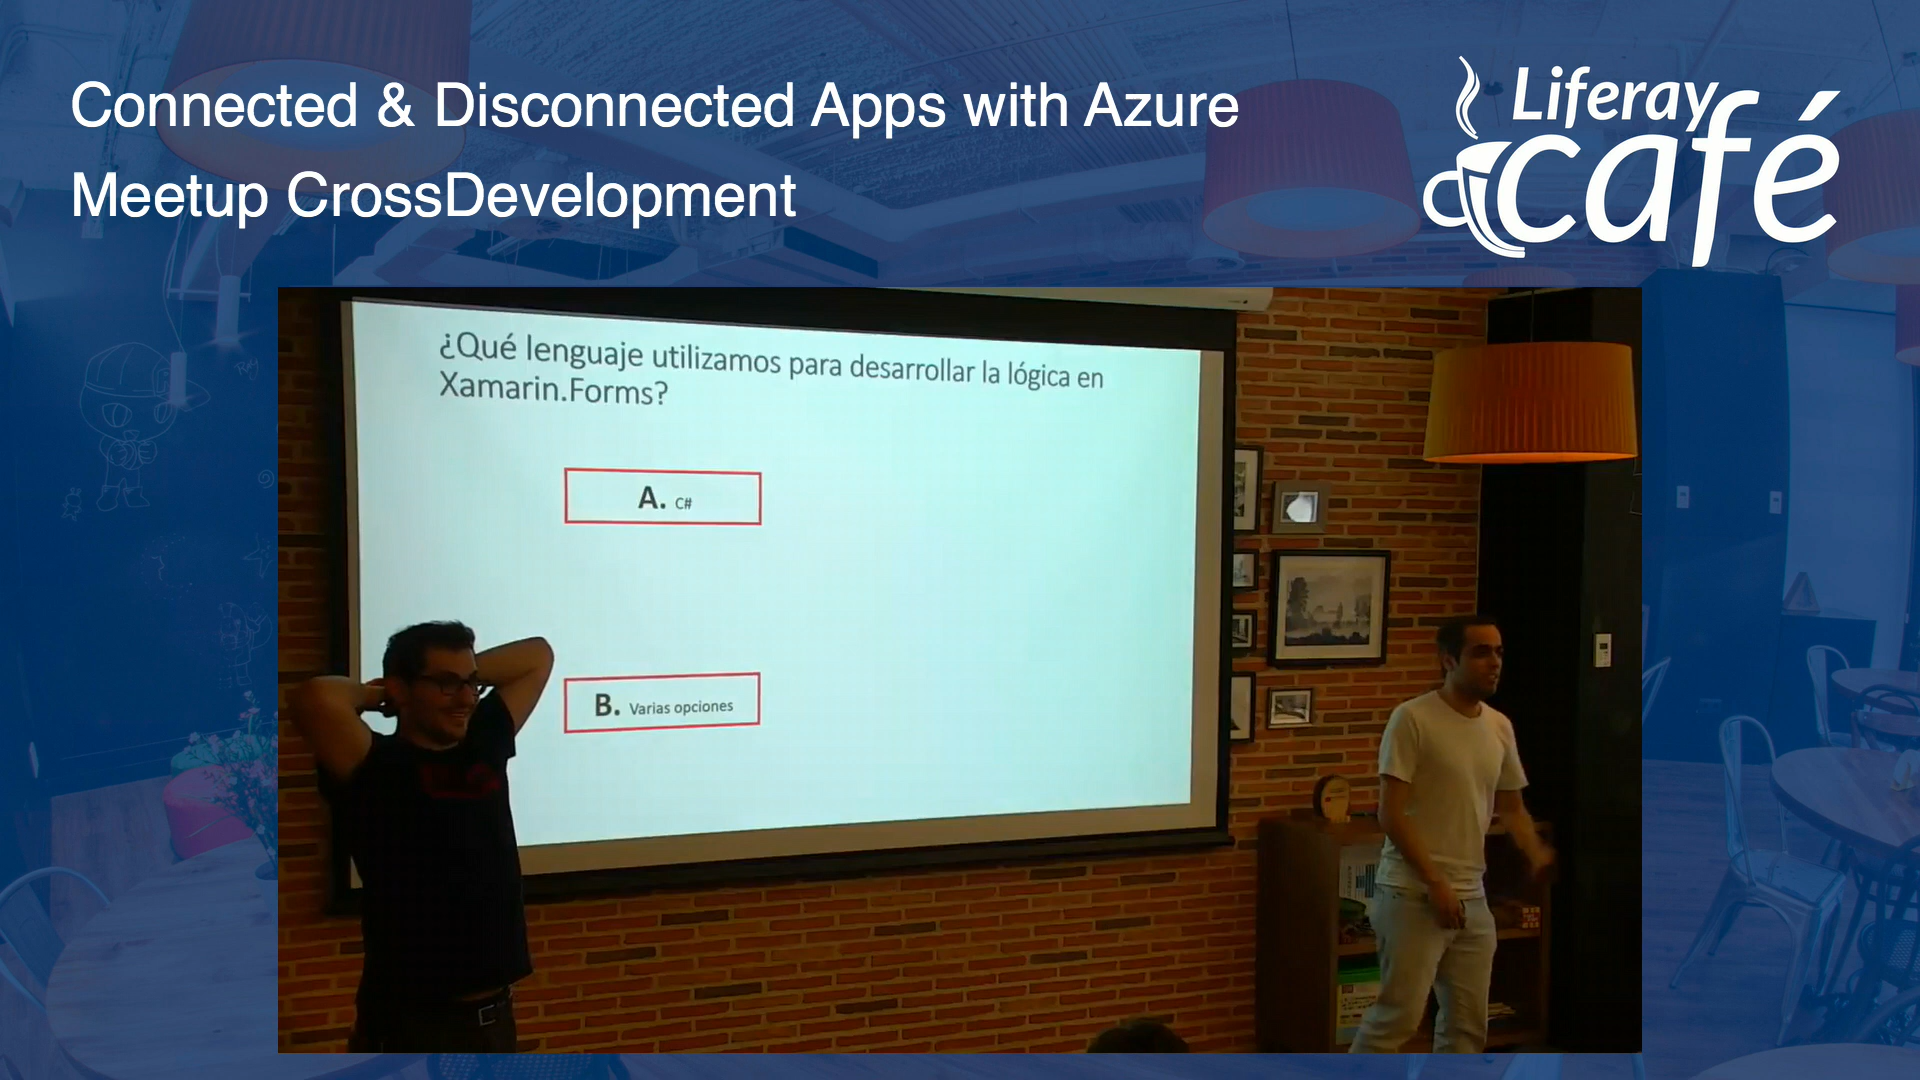 Connected & Disconnected Apps with Azure
Meetup CrossDevelopment
Liferay
café
¿Qué lenguaje utilizamos para desarrollar la lógica en
Xamarin.Forms?
A. C#
B. Varias opciones